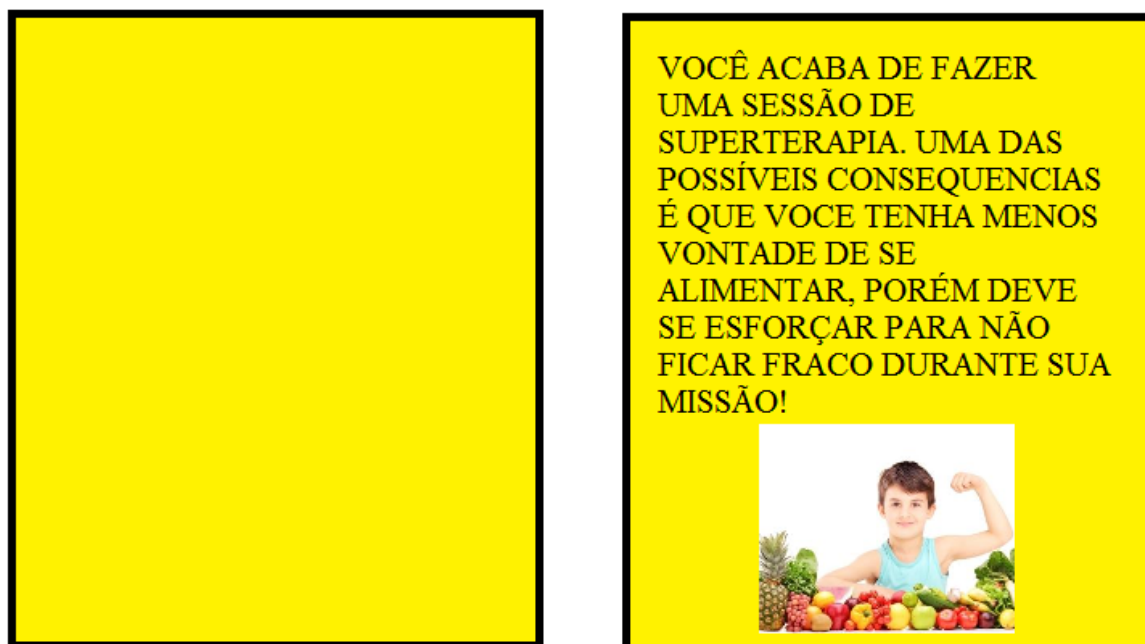 VOCÊ ACABA DE FAZER
UMA SESSÃO DE
SUPERTERAPIA. UMA DAS
POSSÍVEIS CONSEQUENCIAS
É QUE VOCE TENHA MENOS
VONTADE DE SE
ALIMENTAR, PORÉM DEVE
SE ESFORÇAR PARA NÃO
FICAR FRACO DURANTE SUA
MISSÃO!